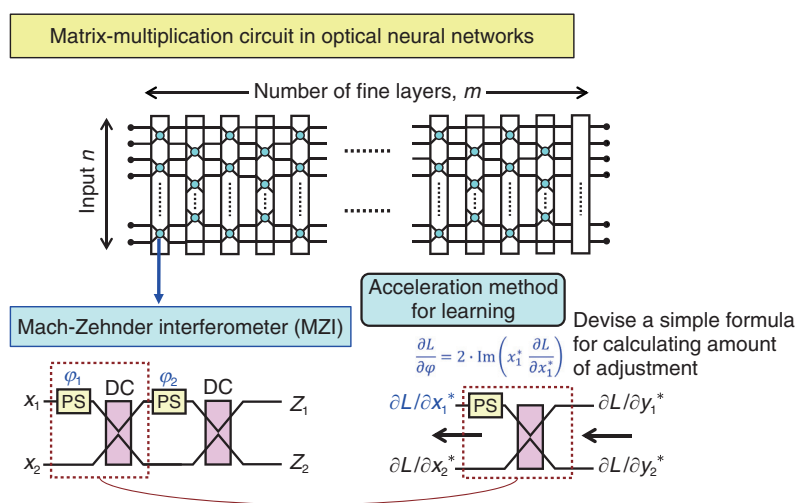 Matrix-multiplication circuit in optical neural networks
Number of fine layers, m
Input n
Acceleration method
for learning
Mach-Zehnder interferometer (MZI)
Devise a simple formula
for calculating amount
of adjustment
∂L/∂φ = 2 · Im(x₁* ∂L/∂x₁*)
φ₁ DC φ₂ DC
x₁ PS PS Z₁
x₂ Z₂
∂L/∂x₁* PS ∂L/∂y₁*
∂L/∂x₂* ∂L/∂y₂*